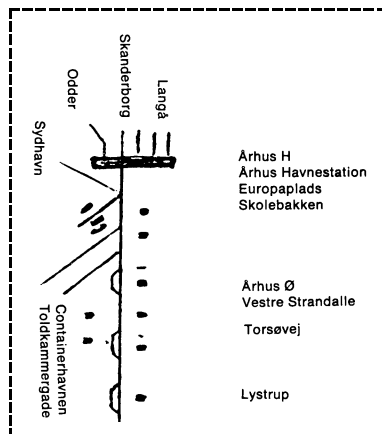 Odder
Skanderborg
Langå
Sydhavn
Århus H
Århus Havnestation
Europaplads
Skolebakken
Århus Ø
Vestre Strandalle
Torsøvej
Containerhavnen
Toldkammergade
Lystrup